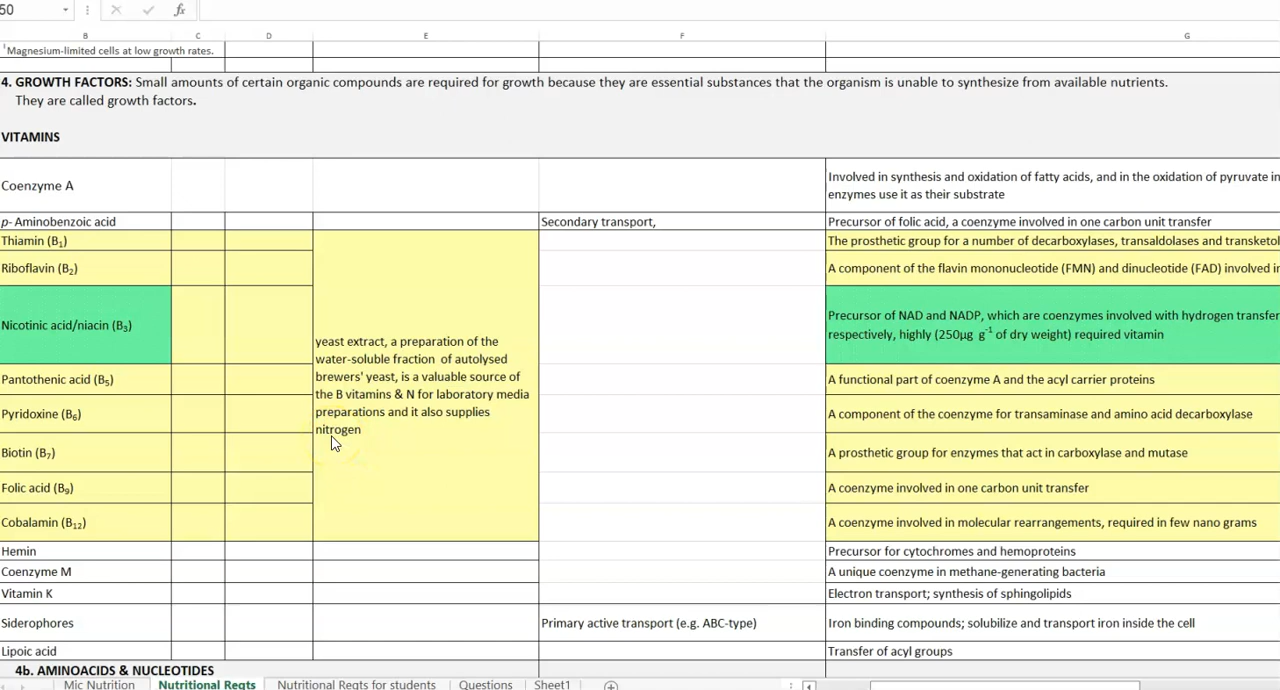 50
fx
B C D E F G
¹Magnesium-limited cells at low growth rates.
4. GROWTH FACTORS: Small amounts of certain organic compounds are required for growth because they are essential substances that the organism is unable to synthesize from available nutrients.
They are called growth factors.
VITAMINS
Coenzyme A
Involved in synthesis and oxidation of fatty acids, and in the oxidation of pyruvate in
enzymes use it as their substrate
p- Aminobenzoic acid
Secondary transport,
Precursor of folic acid, a coenzyme involved in one carbon unit transfer
Thiamin (B₁)
The prosthetic group for a number of decarboxylases, transaldolases and transketol
Riboflavin (B₂)
A component of the flavin mononucleotide (FMN) and dinucleotide (FAD) involved i
Nicotinic acid/niacin (B₃)
Precursor of NAD and NADP, which are coenzymes involved with hydrogen transfer
respectively, highly (250µg g⁻¹ of dry weight) required vitamin
yeast extract, a preparation of the
water-soluble fraction of autolysed
brewers' yeast, is a valuable source of
the B vitamins & N for laboratory media
preparations and it also supplies
nitrogen
Pantothenic acid (B₅)
A functional part of coenzyme A and the acyl carrier proteins
Pyridoxine (B₆)
A component of the coenzyme for transaminase and amino acid decarboxylase
Biotin (B₇)
A prosthetic group for enzymes that act in carboxylase and mutase
Folic acid (B₉)
A coenzyme involved in one carbon unit transfer
Cobalamin (B₁₂)
A coenzyme involved in molecular rearrangements, required in few nano grams
Hemin
Precursor for cytochromes and hemoproteins
Coenzyme M
A unique coenzyme in methane-generating bacteria
Vitamin K
Electron transport; synthesis of sphingolipids
Siderophores
Primary active transport (e.g. ABC-type)
Iron binding compounds; solubilize and transport iron inside the cell
Lipoic acid
Transfer of acyl groups
4b. AMINOACIDS & NUCLEOTIDES
Mic Nutrition Nutritional Reqts Nutritional Reqts for students Questions Sheet1